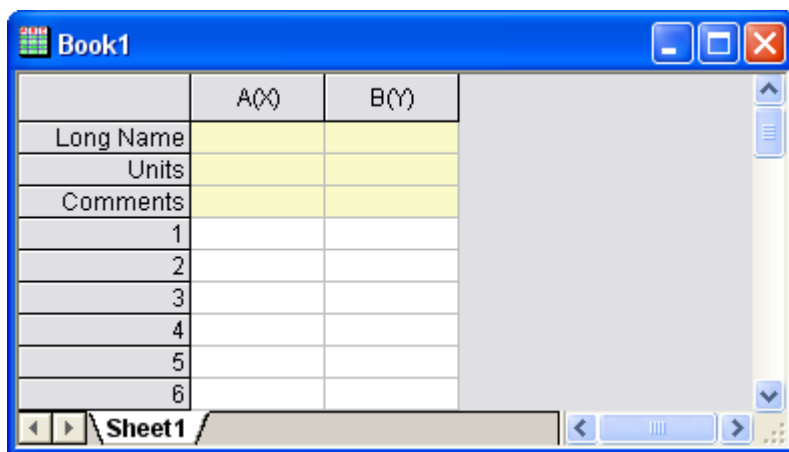 Book1
A(X) B(Y)
Long Name
Units
Comments
1
2
3
4
5
6
Sheet1